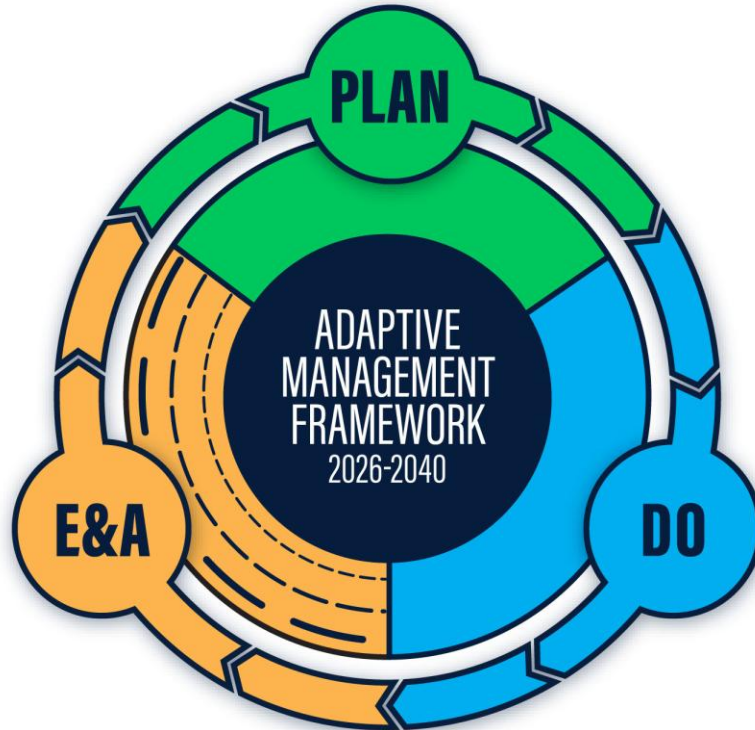 PLAN
ADAPTIVE
MANAGEMENT
FRAMEWORK
2026-2040
E&A
DO